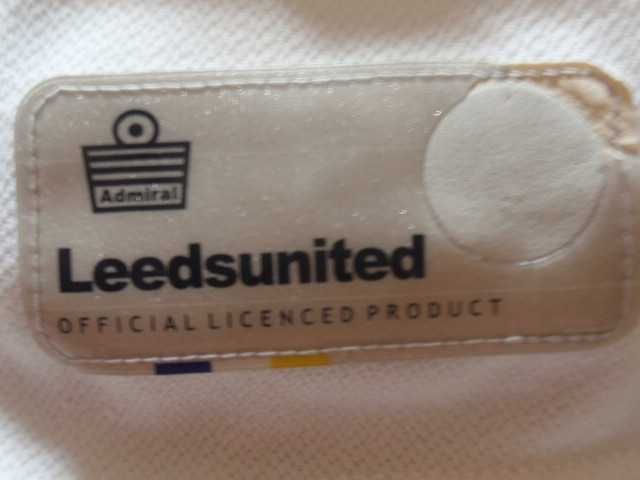 Admiral
Leedsunited
OFFICIAL LICENCED PRODUCT